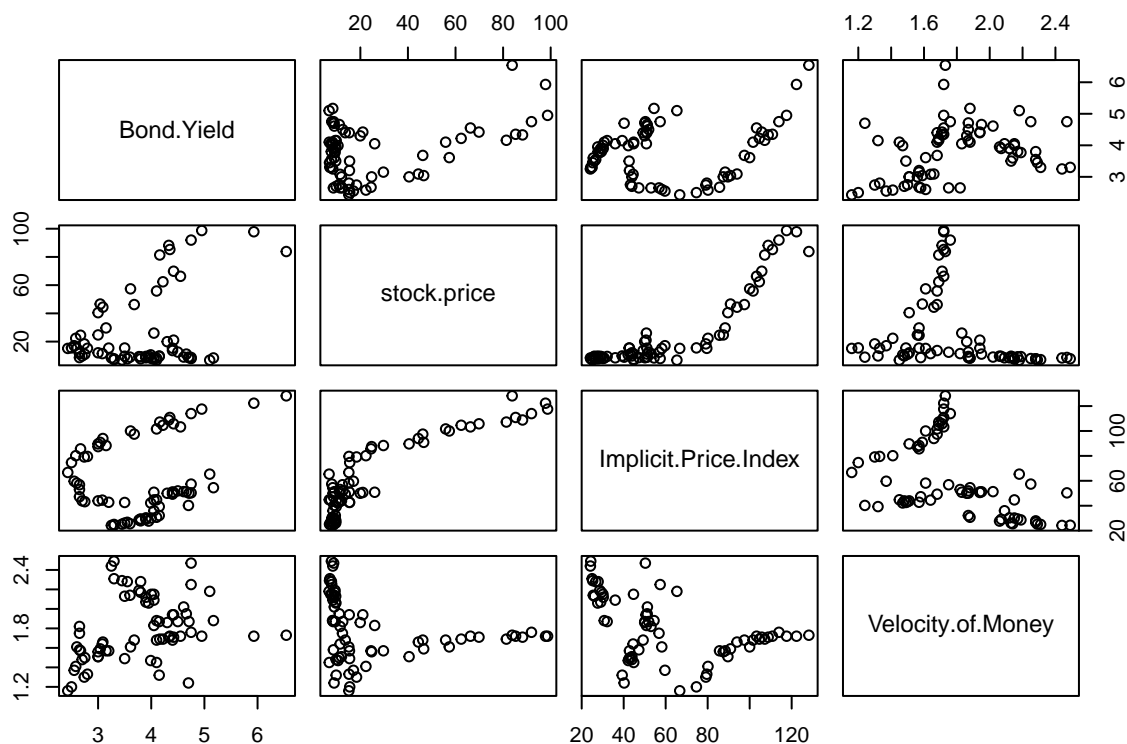 20 40 60 80 100
1.2 1.6 2.0 2.4
Bond.Yield
3 4 5 6
20 60 100
stock.price
Implicit.Price.Index
20 60 100
1.2 1.8 2.4
Velocity.of.Money
3 4 5 6
20 40 60 80 120